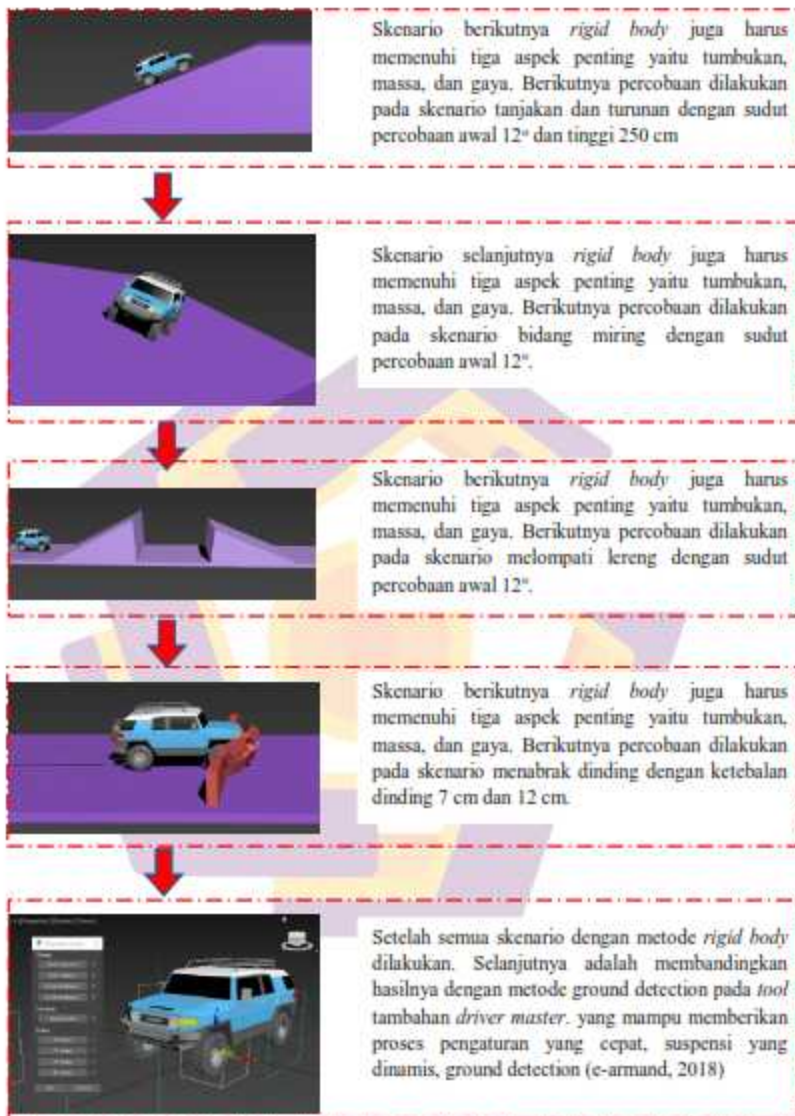 Skenario berikutnya rigid body juga harus
memenuhi tiga aspek penting yaitu tumbukan,
massa, dan gaya. Berikutnya percobaan dilakukan
pada skenario tanjakan dan turunan dengan sudut
percobaan awal 12º dan tinggi 250 cm
Skenario selanjutnya rigid body juga harus
memenuhi tiga aspek penting yaitu tumbukan,
massa, dan gaya. Berikutnya percobaan dilakukan
pada skenario bidang miring dengan sudut
percobaan awal 12º.
Skenario berikutnya rigid body juga harus
memenuhi tiga aspek penting yaitu tumbukan,
massa, dan gaya. Berikutnya percobaan dilakukan
pada skenario melompati lereng dengan sudut
percobaan awal 12º.
Skenario berikutnya rigid body juga harus
memenuhi tiga aspek penting yaitu tumbukan,
massa, dan gaya. Berikutnya percobaan dilakukan
pada skenario menabrak dinding dengan ketebalan
dinding 7 cm dan 12 cm.
Setelah semua skenario dengan metode rigid body
dilakukan. Selanjutnya adalah membandingkan
hasilnya dengan metode ground detection pada tool
tambahan driver master. yang mampu memberikan
proses pengaturan yang cepat, suspensi yang
dinamis, ground detection (e-armand, 2018)